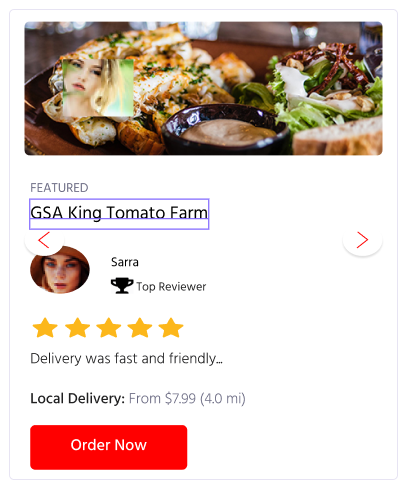 FEATURED
GSA King Tomato Farm
Sarra
Top Reviewer
Delivery was fast and friendly...
Local Delivery: From $7.99 (4.0 mi)
Order Now